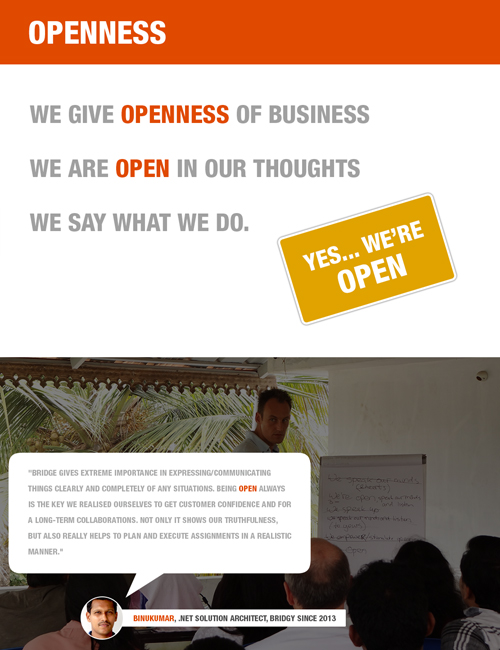 OPENNESS
WE GIVE OPENNESS OF BUSINESS
WE ARE OPEN IN OUR THOUGHTS
WE SAY WHAT WE DO.
YES... WE'RE
OPEN
"BRIDGE GIVES EXTREME IMPORTANCE IN EXPRESSING/COMMUNICATING
THINGS CLEARLY AND COMPLETELY OF ANY SITUATIONS. BEING OPEN ALWAYS
IS THE KEY WE REALISED OURSELVES TO GET CUSTOMER CONFIDENCE AND FOR
A LONG-TERM COLLABORATIONS. NOT ONLY IT SHOWS OUR TRUTHFULNESS,
BUT ALSO REALLY HELPS TO PLAN AND EXECUTE ASSIGNMENTS IN A REALISTIC
MANNER."
BINUKUMAR, .NET SOLUTION ARCHITECT, BRIDGY SINCE 2013